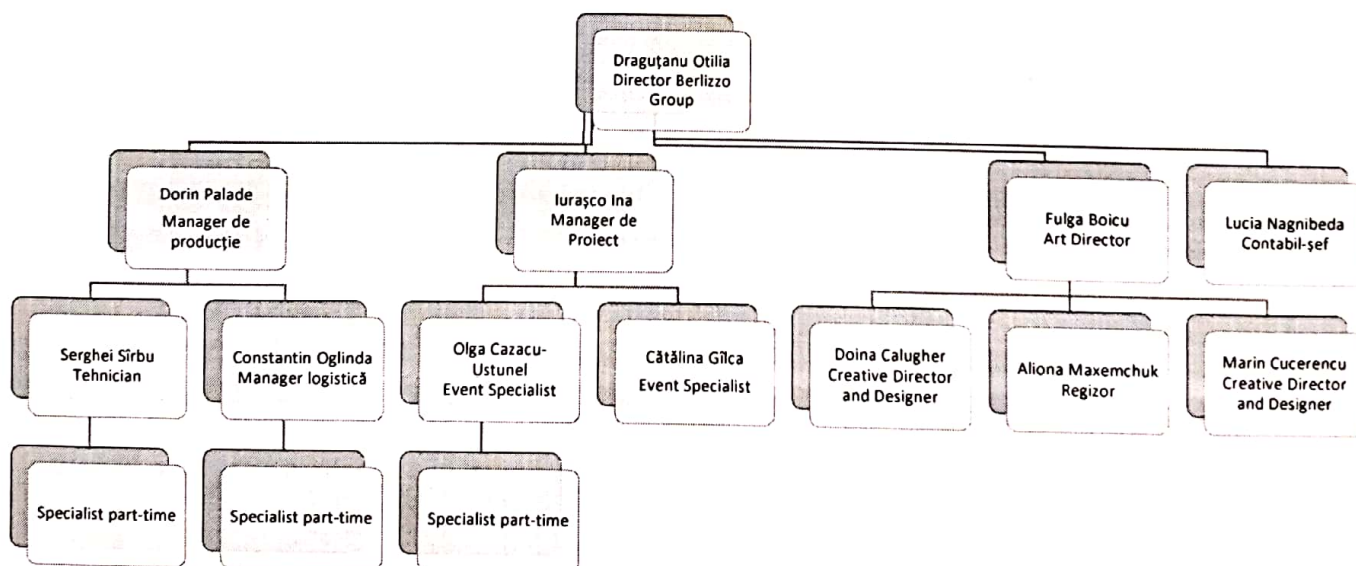 Draguțanu Otilia
Director Berlizzo
Group
Dorin Palade
Manager de
producție
Iurașco Ina
Manager de
Proiect
Fulga Boicu
Art Director
Lucia Nagnibeda
Contabil-șef
Serghei Sîrbu
Tehnician
Constantin Oglinda
Manager logistică
Olga Cazacu-
Ustunel
Event Specialist
Cătălina Gîlca
Event Specialist
Doina Calugher
Creative Director
and Designer
Aliona Maxemchuk
Regizor
Marin Cucerencu
Creative Director
and Designer
Specialist part-time
Specialist part-time
Specialist part-time